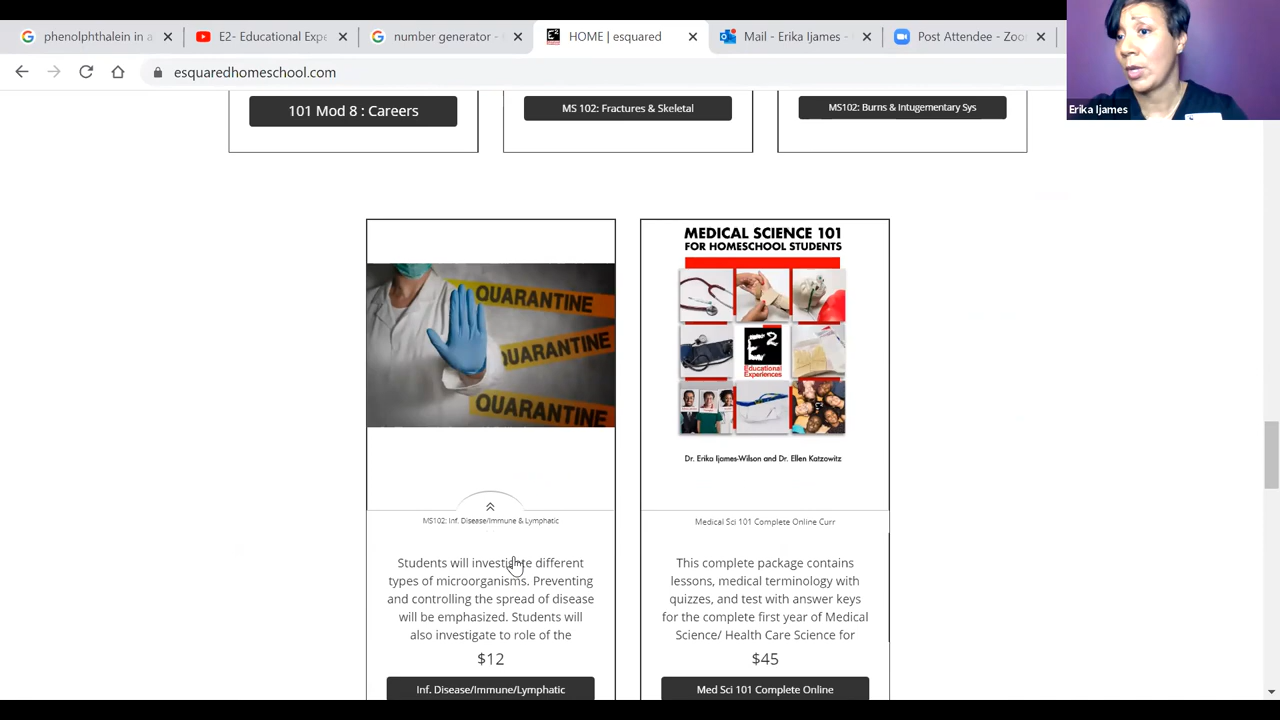 phenolphthalein in a
E2- Educational Expe
number generator -
HOME | esquared
Mail - Erika Ijames -
Post Attendee - Zoo
esquaredhomeschool.com
Erika Ijames
101 Mod 8 : Careers
MS 102: Fractures & Skeletal
MS102: Burns & Intugementary Sys
QUARANTINE
QUARANTINE
QUARANTINE
MS102: Inf. Disease/Immune & Lymphatic
Students will investigate different
types of microorganisms. Preventing
and controlling the spread of disease
will be emphasized. Students will
also investigate to role of the
$12
Inf. Disease/Immune/Lymphatic
MEDICAL SCIENCE 101
FOR HOMESCHOOL STUDENTS
E2
Educational
Experiences
Dr. Erika Ijames-Wilson and Dr. Ellen Katzowitz
Medical Sci 101 Complete Online Curr
This complete package contains
lessons, medical terminology with
quizzes, and test with answer keys
for the complete first year of Medical
Science/ Health Care Science for
$45
Med Sci 101 Complete Online